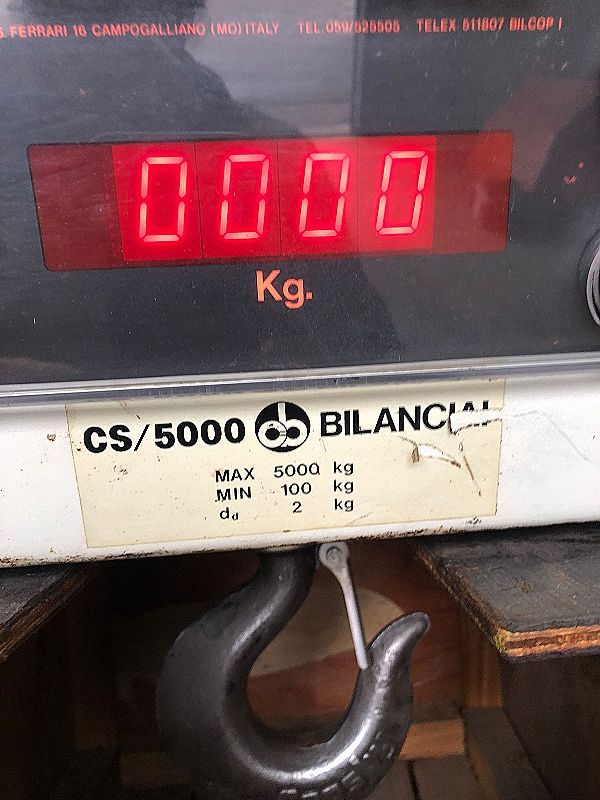 S. FERRARI 16 CAMPOGALLIANO (MO) ITALY TEL. 059/525505 TELEX 511807 BILCOP I
0000
Kg.
CS/5000 BILANCIAI
MAX 5000 kg
MIN 100 kg
dd 2 kg